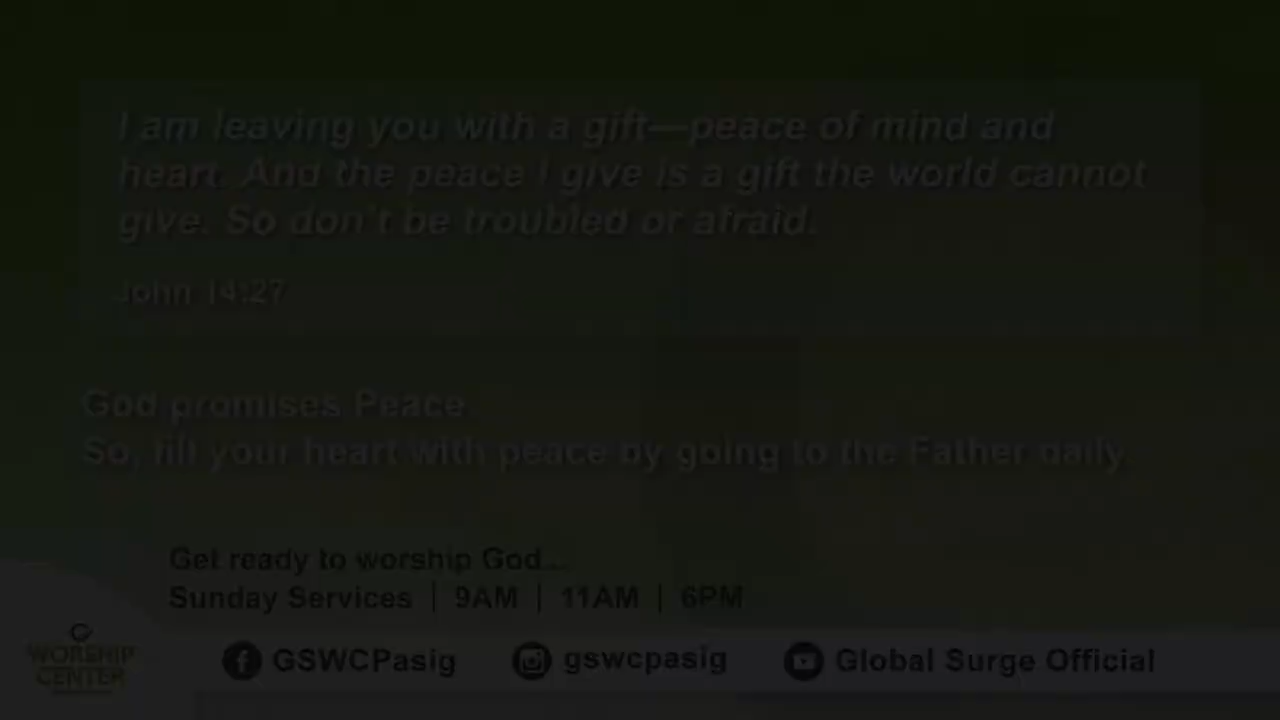 I am leaving you with a gift—peace of mind and
heart. And the peace I give is a gift the world cannot
give. So don't be troubled or afraid.
John 14:27
God promises Peace
So, fill your heart with peace by going to the Father daily
Get ready to worship God...
Sunday Services | 9AM | 11AM | 6PM
WORSHIP
CENTER
GSWCPasig
gswcpasig
Global Surge Official